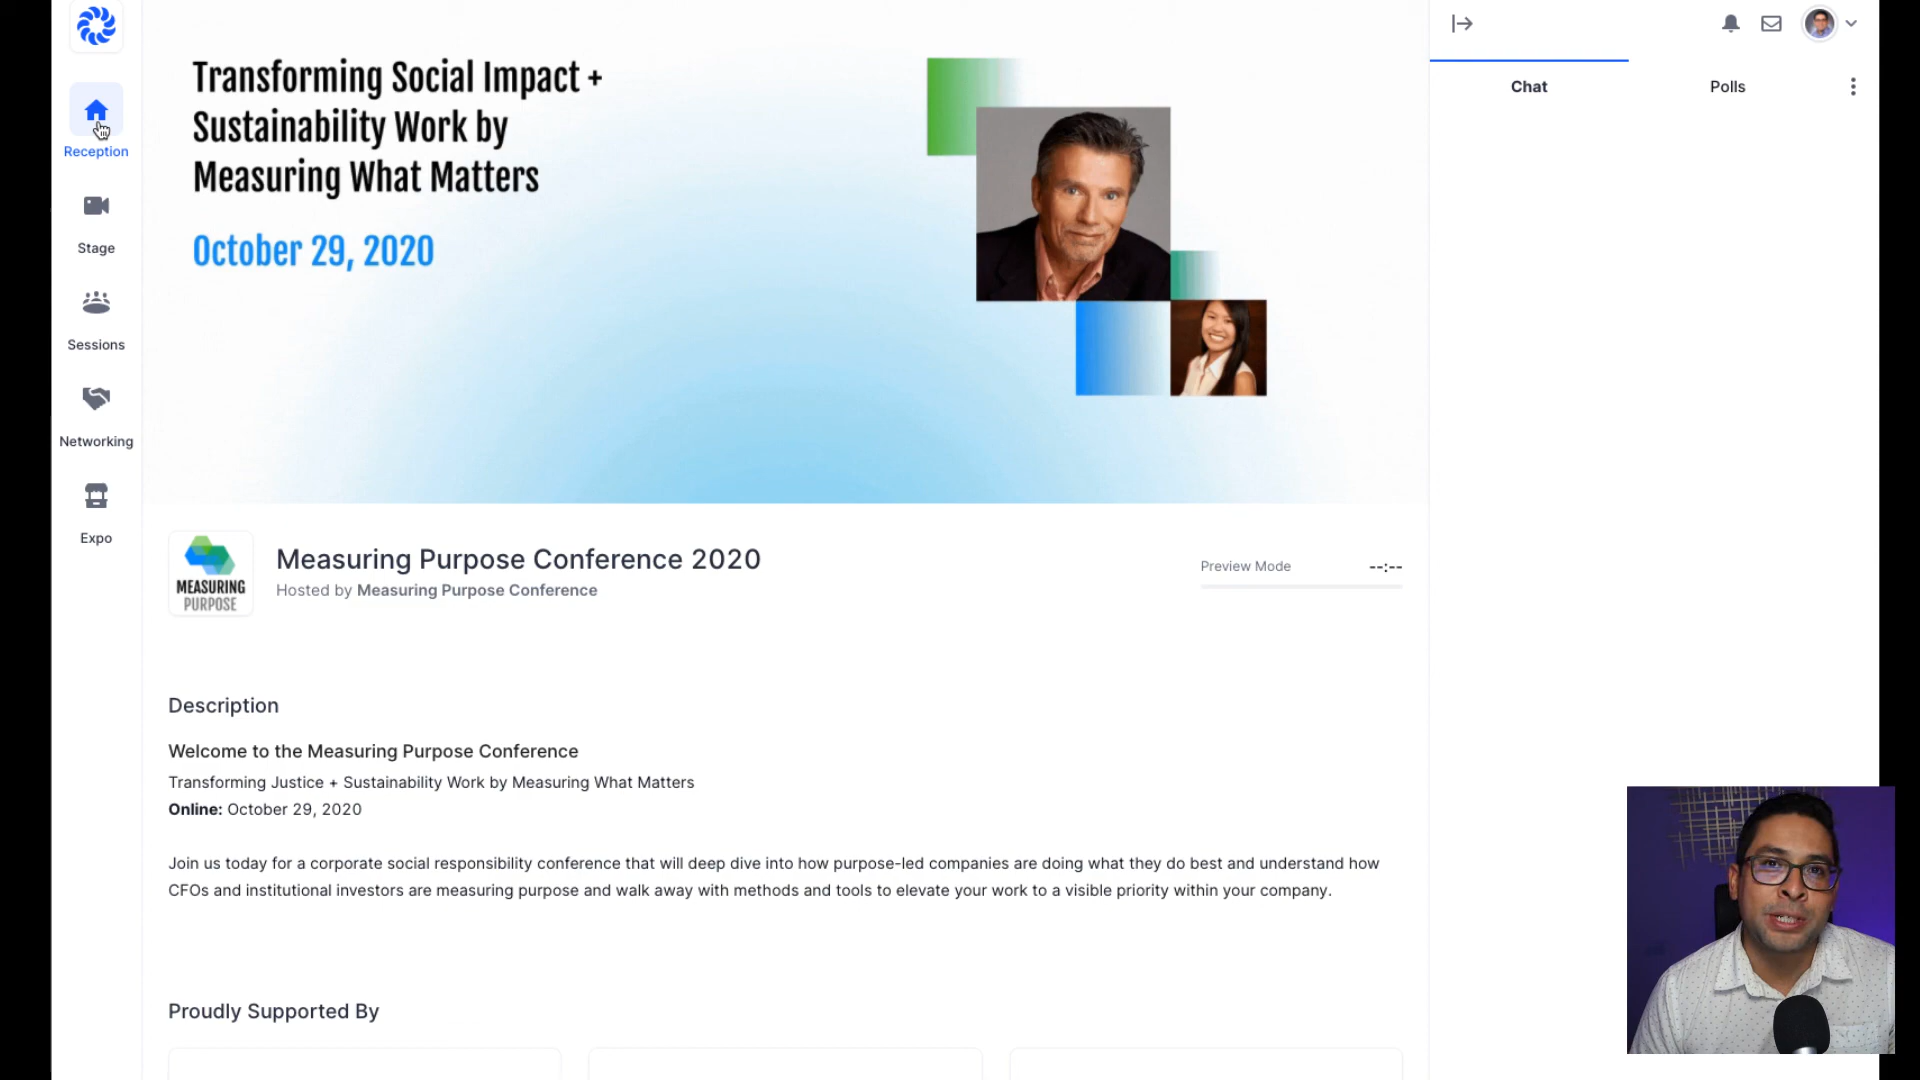 Reception
Stage
Sessions
Networking
Expo
Transforming Social Impact +
Sustainability Work by
Measuring What Matters
October 29, 2020
MEASURING
PURPOSE
Measuring Purpose Conference 2020
Hosted by Measuring Purpose Conference
Preview Mode --:--
Description
Welcome to the Measuring Purpose Conference
Transforming Justice + Sustainability Work by Measuring What Matters
Online: October 29, 2020
Join us today for a corporate social responsibility conference that will deep dive into how purpose-led companies are doing what they do best and understand how
CFOs and institutional investors are measuring purpose and walk away with methods and tools to elevate your work to a visible priority within your company.
Proudly Supported By
Chat
Polls